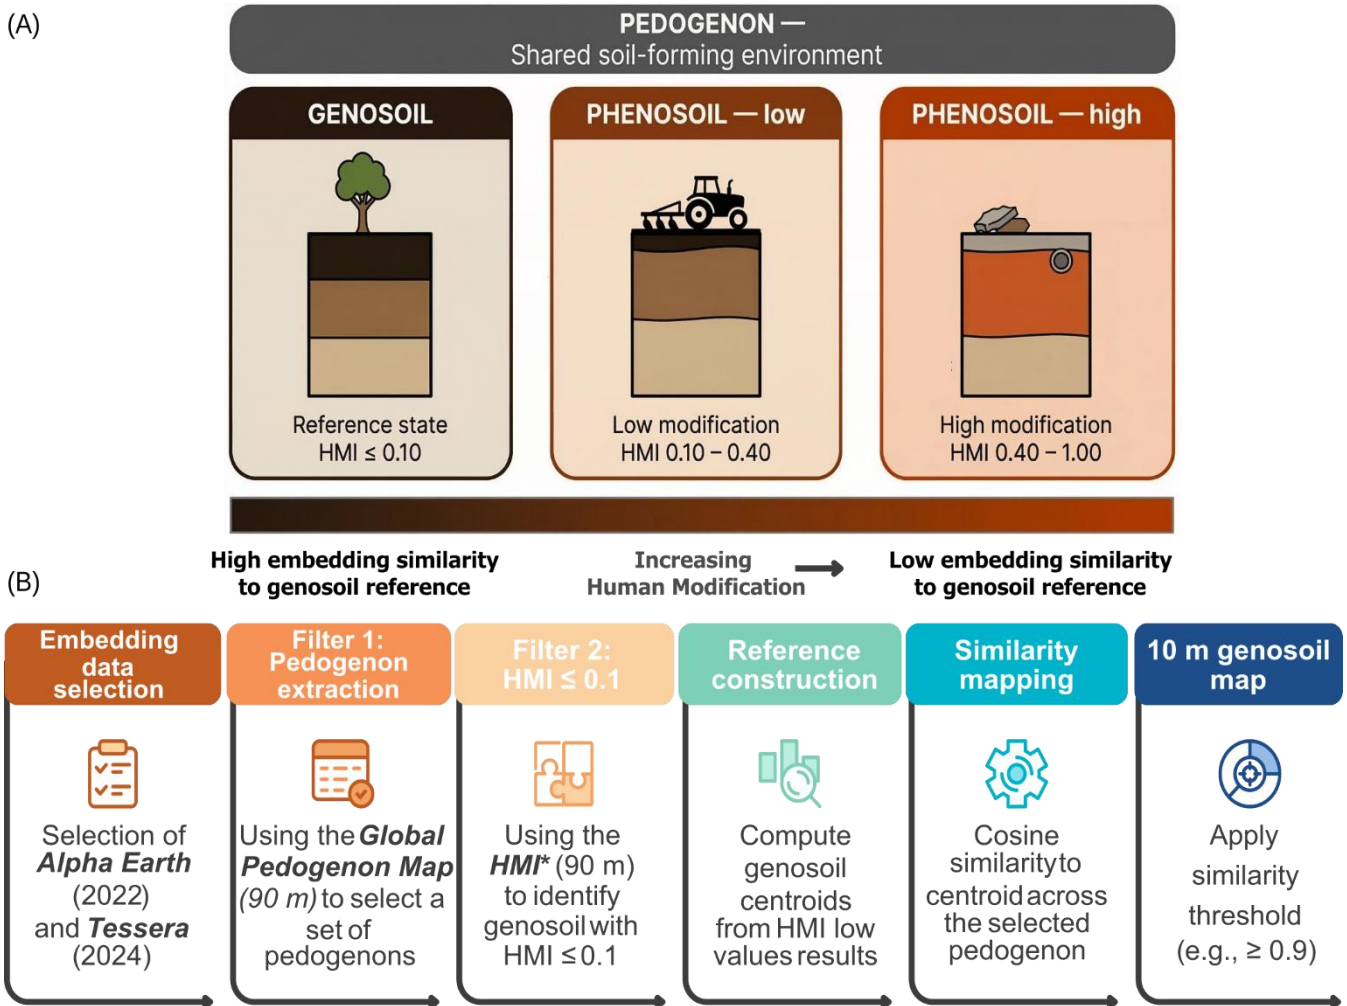 (A)
PEDOGENON —
Shared soil-forming environment
GENOSOIL
Reference state
HMI ≤ 0.10
PHENOSOIL — low
Low modification
HMI 0.10 – 0.40
PHENOSOIL — high
High modification
HMI 0.40 – 1.00
High embedding similarity
to genosoil reference
Increasing
Human Modification
Low embedding similarity
to genosoil reference
(B)
Embedding
data
selection
Selection of
Alpha Earth
(2022)
and Tessera
(2024)
Filter 1:
Pedogenon
extraction
Using the Global
Pedogenon Map
(90 m) to select a
set of
pedogenons
Filter 2:
HMI ≤ 0.1
Using the
HMI* (90 m)
to identify
genosoil with
HMI ≤ 0.1
Reference
construction
Compute
genosoil
centroids
from HMI low
values results
Similarity
mapping
Cosine
similarity to
centroid across
the selected
pedogenon
10 m genosoil
map
Apply
similarity
threshold
(e.g., ≥ 0.9)